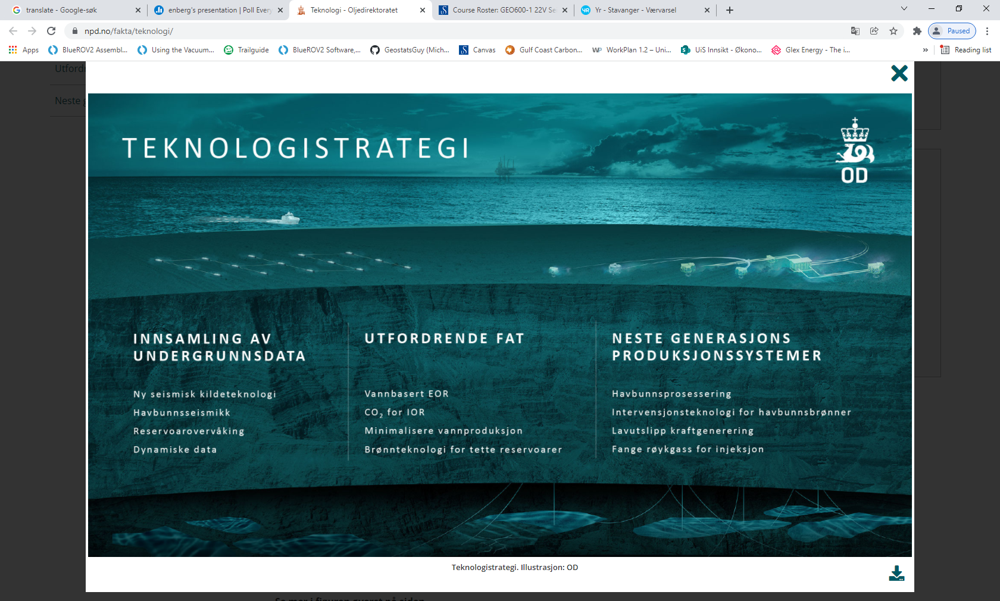 translate - Google-søk
enberg's presentation | Poll Every
Teknologi - Oljedirektoratet
Course Roster: GEO600-1 22V Se
Yr - Stavanger - Værvarsel
npd.no/fakta/teknologi/
Paused
Apps
BlueROV2 Assembl...
Using the Vacuum...
Trailguide
BlueROV2 Software,...
GeostatsGuy (Mich...
Canvas
Gulf Coast Carbon...
WorkPlan 1.2 – Uni...
UiS Innsikt - Økono...
Glex Energy - The i...
»
Reading list
Utfordr
Neste g
TEKNOLOGISTRATEGI
OD
INNSAMLING AV
UNDERGRUNNSDATA
Ny seismisk kildeteknologi
Havbunnsseismikk
Reservoarovervåking
Dynamiske data
UTFORDRENDE FAT
Vannbasert EOR
CO₂ for IOR
Minimalisere vannproduksjon
Brønnteknologi for tette reservoarer
NESTE GENERASJONS
PRODUKSJONSSYSTEMER
Havbunnsprosessering
Intervensjonsteknologi for havbunnsbrønner
Lavutslipp kraftgenerering
Fange røykgass for injeksjon
Teknologistrategi. Illustrasjon: OD